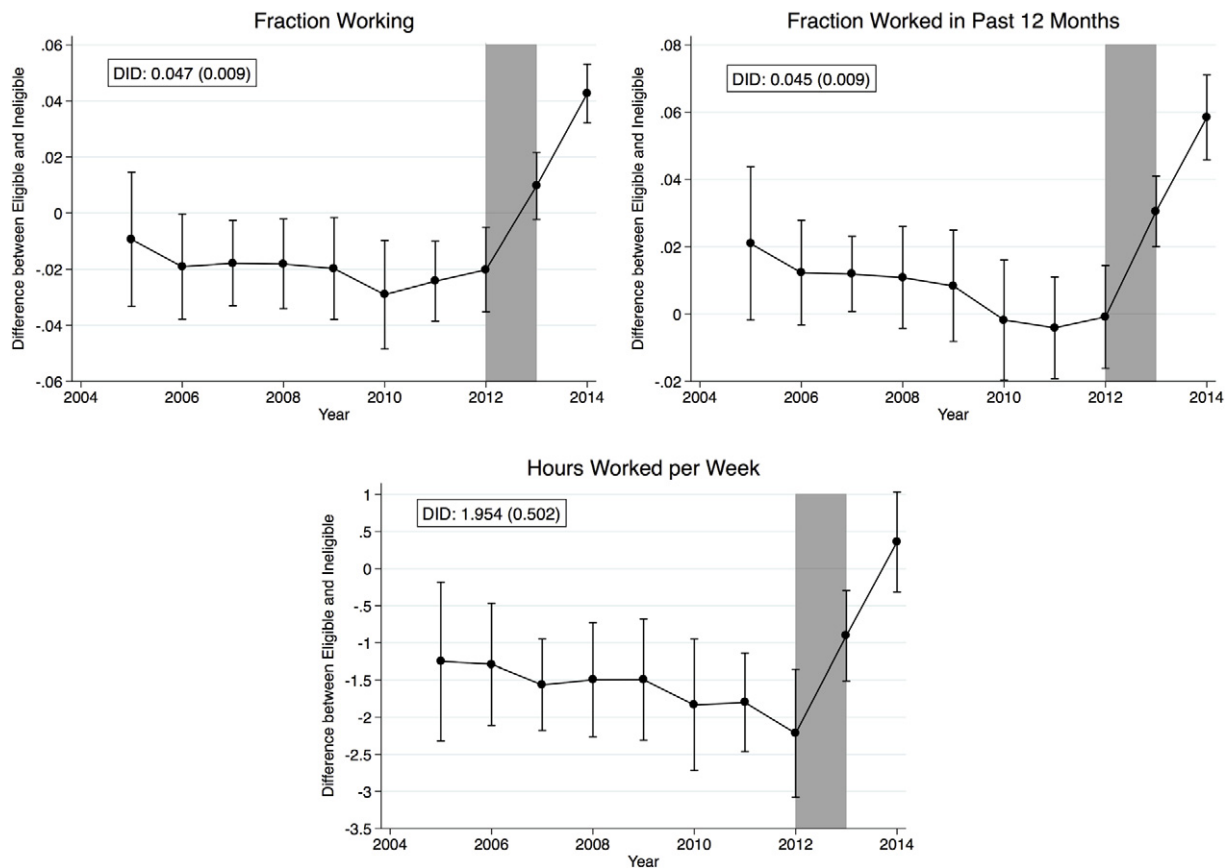 Fraction Working
DID: 0.047 (0.009)
Difference between Eligible and Ineligible
.06
.04
.02
0
-.02
-.04
-.06
2004 2006 2008 2010 2012 2014
Year
Fraction Worked in Past 12 Months
DID: 0.045 (0.009)
Difference between Eligible and Ineligible
.08
.06
.04
.02
0
-.02
2004 2006 2008 2010 2012 2014
Year
Hours Worked per Week
DID: 1.954 (0.502)
Difference between Eligible and Ineligible
1
.5
0
-.5
-1
-1.5
-2
-2.5
-3
-3.5
2004 2006 2008 2010 2012 2014
Year